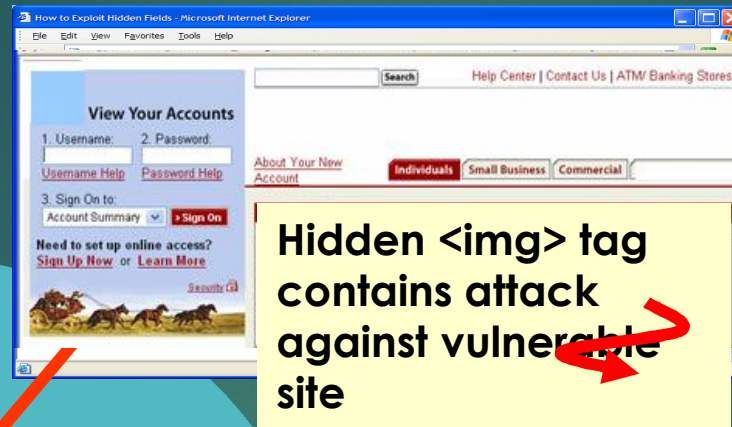 How to Exploit Hidden Fields - Microsoft Internet Explorer
File Edit View Favorites Tools Help
Search
Help Center | Contact Us | ATM/ Banking Stores
View Your Accounts
1. Username: 2. Password:
Username Help Password Help
3. Sign On to:
Account Summary Sign On
Need to set up online access?
Sign Up Now or Learn More
Security
About Your New
Account
Individuals Small Business Commercial
Hidden <img> tag
contains attack
against vulnerable
site